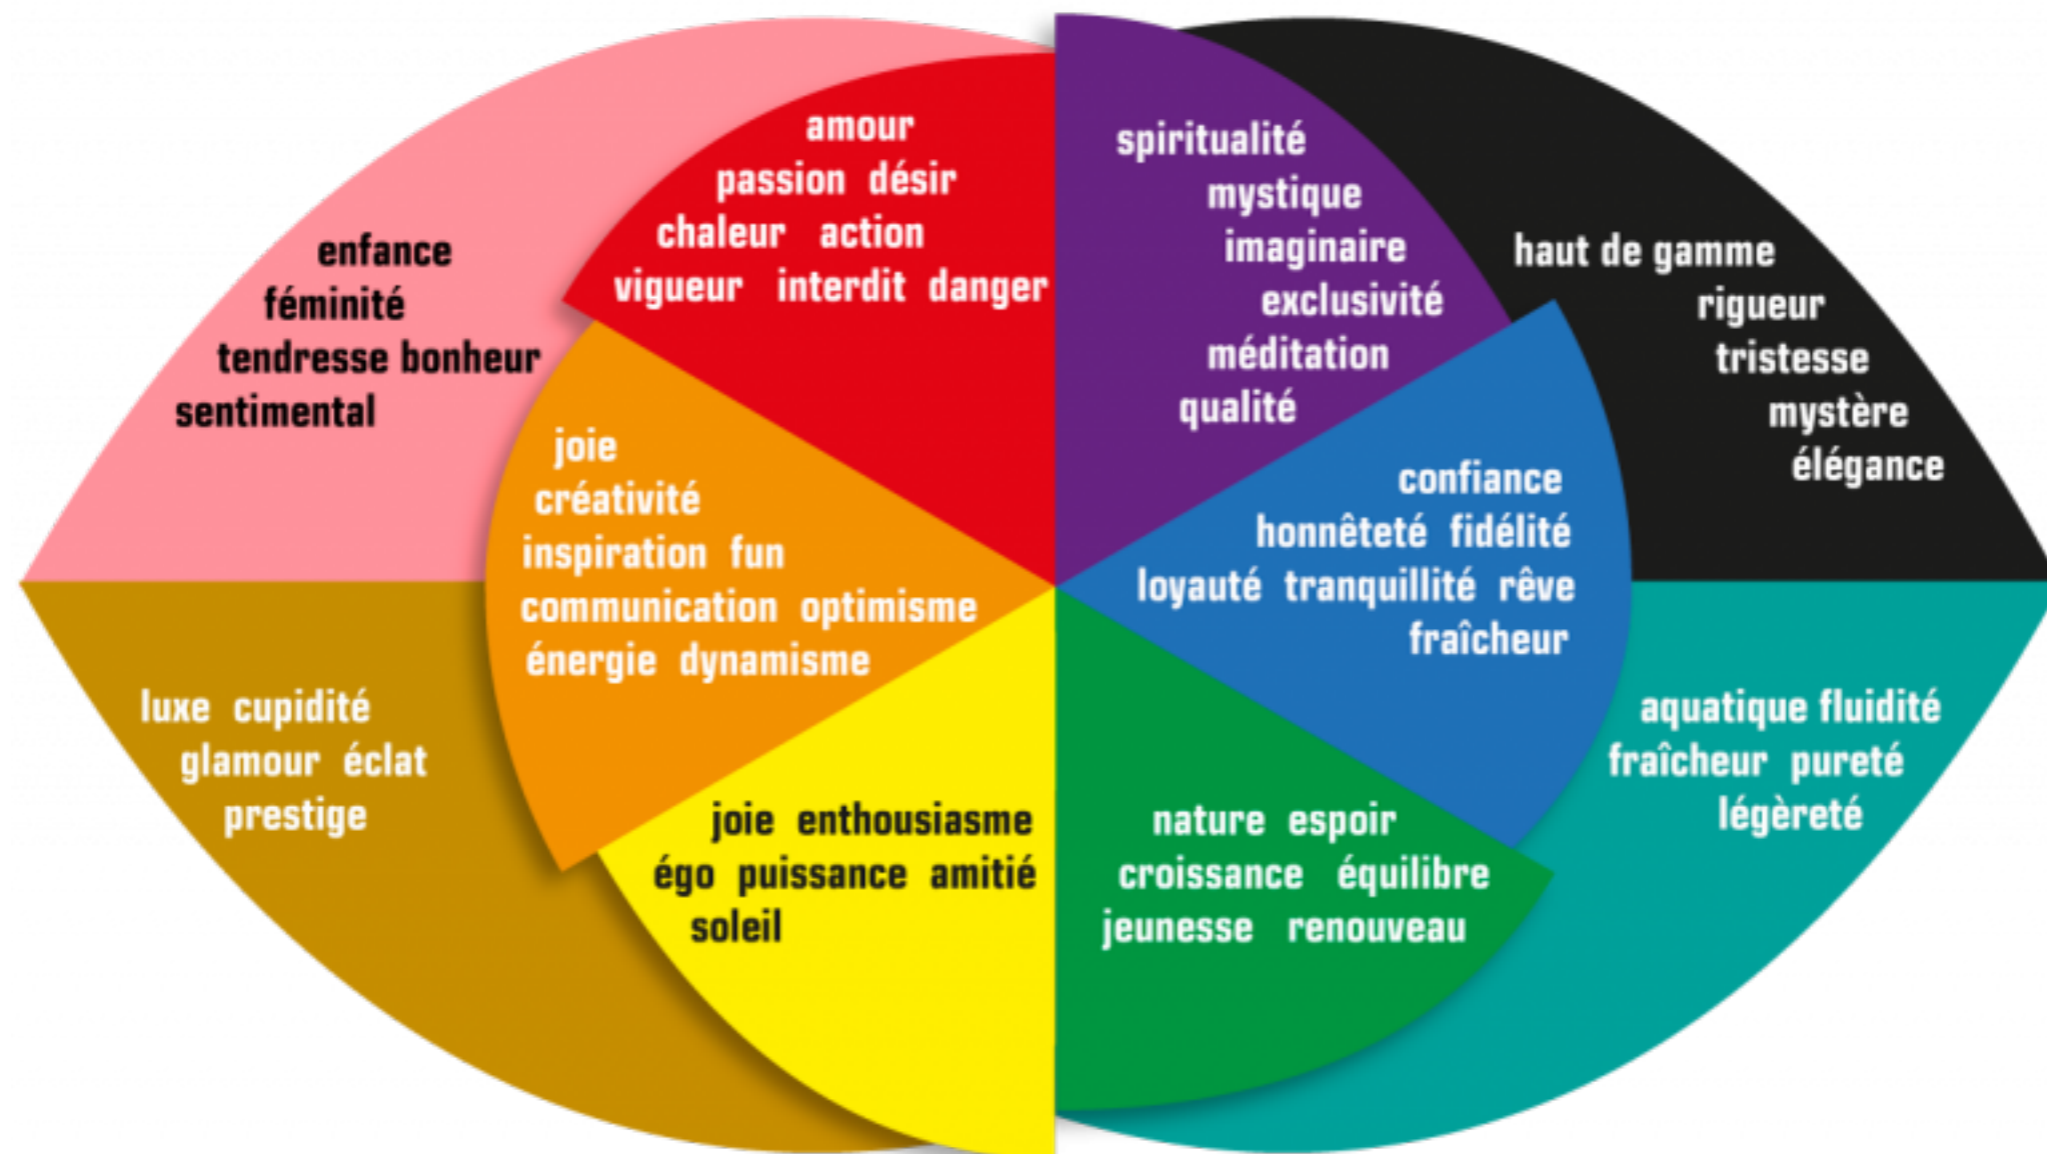 enfance
féminité
tendresse bonheur
sentimental
amour
passion désir
chaleur action
vigueur interdit danger
spiritualité
mystique
imaginaire
exclusivité
méditation
qualité
haut de gamme
rigueur
tristesse
mystère
élégance
joie
créativité
inspiration fun
communication optimisme
énergie dynamisme
confiance
honnêteté fidélité
loyauté tranquillité rêve
fraîcheur
luxe cupidité
glamour éclat
prestige
joie enthousiasme
égo puissance amitié
soleil
nature espoir
croissance équilibre
jeunesse renouveau
aquatique fluidité
fraîcheur pureté
légèreté